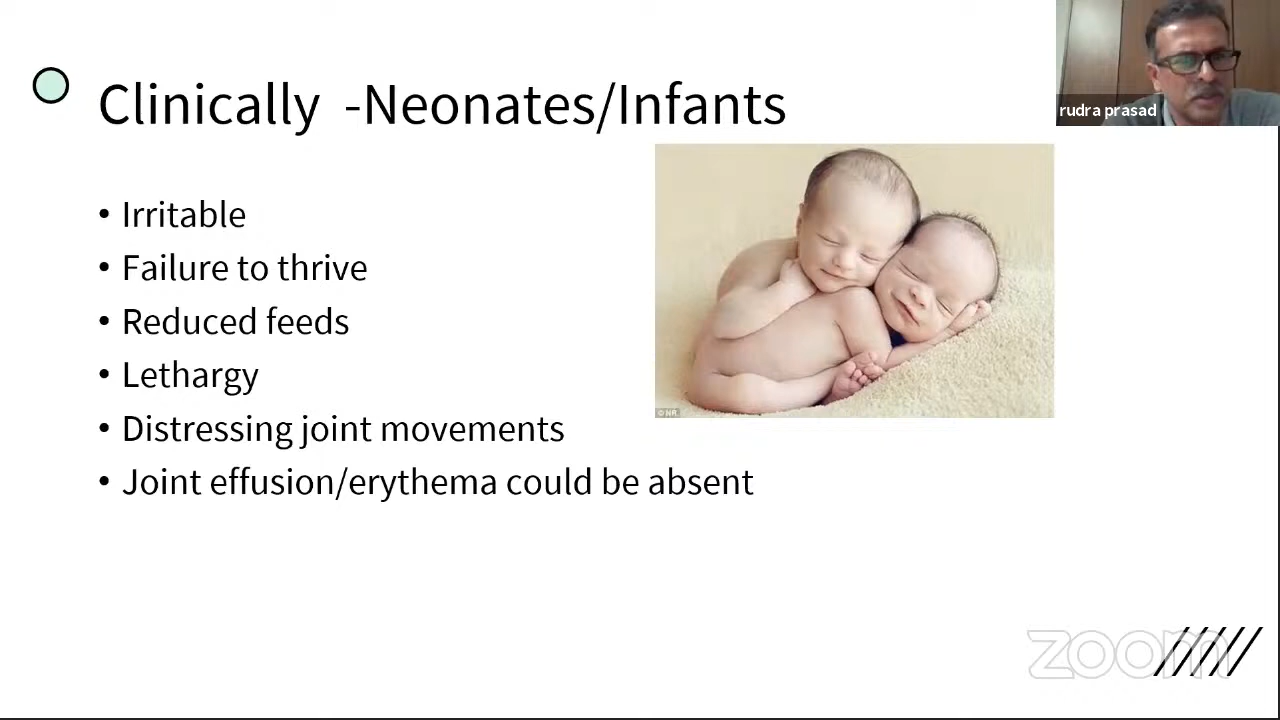 rudra prasad
Clinically -Neonates/Infants
• Irritable
• Failure to thrive
• Reduced feeds
• Lethargy
• Distressing joint movements
• Joint effusion/erythema could be absent
© NR
zoom